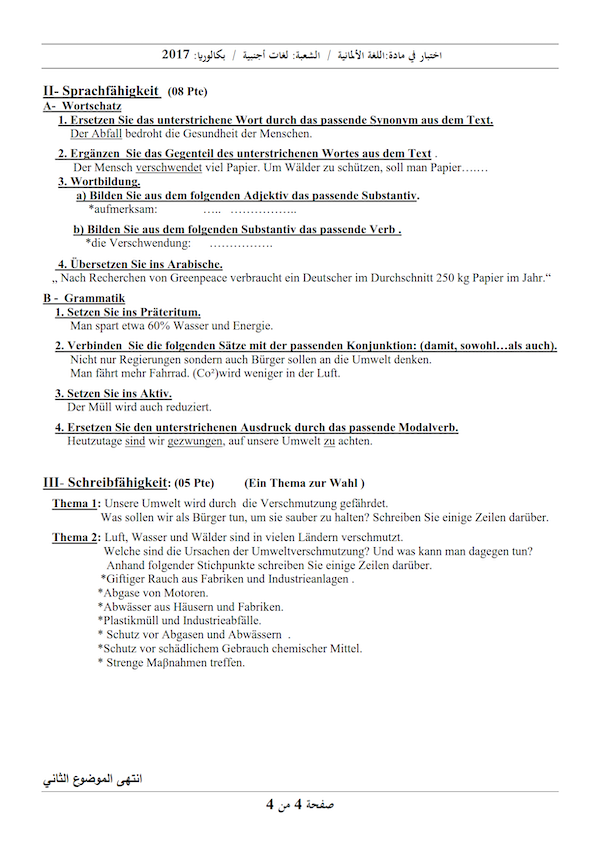 اختبار في مادة:اللغة الألمانية / الشعبة: لغات أجنبية / بكالوريا: 2017
II- Sprachfähigkeit (08 Pte)
A- Wortschatz
1. Ersetzen Sie das unterstrichene Wort durch das passende Synonym aus dem Text.
Der Abfall bedroht die Gesundheit der Menschen.
2. Ergänzen Sie das Gegenteil des unterstrichenen Wortes aus dem Text .
Der Mensch verschwendet viel Papier. Um Wälder zu schützen, soll man Papier…….
3. Wortbildung.
a) Bilden Sie aus dem folgenden Adjektiv das passende Substantiv.
*aufmerksam: ….. ……………..
b) Bilden Sie aus dem folgenden Substantiv das passende Verb .
*die Verschwendung: …………….
4. Übersetzen Sie ins Arabische.
„ Nach Recherchen von Greenpeace verbraucht ein Deutscher im Durchschnitt 250 kg Papier im Jahr.“
B - Grammatik
1. Setzen Sie ins Präteritum.
Man spart etwa 60% Wasser und Energie.
2. Verbinden Sie die folgenden Sätze mit der passenden Konjunktion: (damit, sowohl…als auch).
Nicht nur Regierungen sondern auch Bürger sollen an die Umwelt denken.
Man fährt mehr Fahrrad. (Co²)wird weniger in der Luft.
3. Setzen Sie ins Aktiv.
Der Müll wird auch reduziert.
4. Ersetzen Sie den unterstrichenen Ausdruck durch das passende Modalverb.
Heutzutage sind wir gezwungen, auf unsere Umwelt zu achten.
III- Schreibfähigkeit: (05 Pte) (Ein Thema zur Wahl )
Thema 1: Unsere Umwelt wird durch die Verschmutzung gefährdet.
Was sollen wir als Bürger tun, um sie sauber zu halten? Schreiben Sie einige Zeilen darüber.
Thema 2: Luft, Wasser und Wälder sind in vielen Ländern verschmutzt.
Welche sind die Ursachen der Umweltverschmutzung? Und was kann man dagegen tun?
Anhand folgender Stichpunkte schreiben Sie einige Zeilen darüber.
*Giftiger Rauch aus Fabriken und Industrieanlagen .
*Abgase von Motoren.
*Abwässer aus Häusern und Fabriken.
*Plastikmüll und Industrieabfälle.
* Schutz vor Abgasen und Abwässern .
*Schutz vor schädlichem Gebrauch chemischer Mittel.
* Strenge Maβnahmen treffen.
انتهى الموضوع الثاني
صفحة 4 من 4